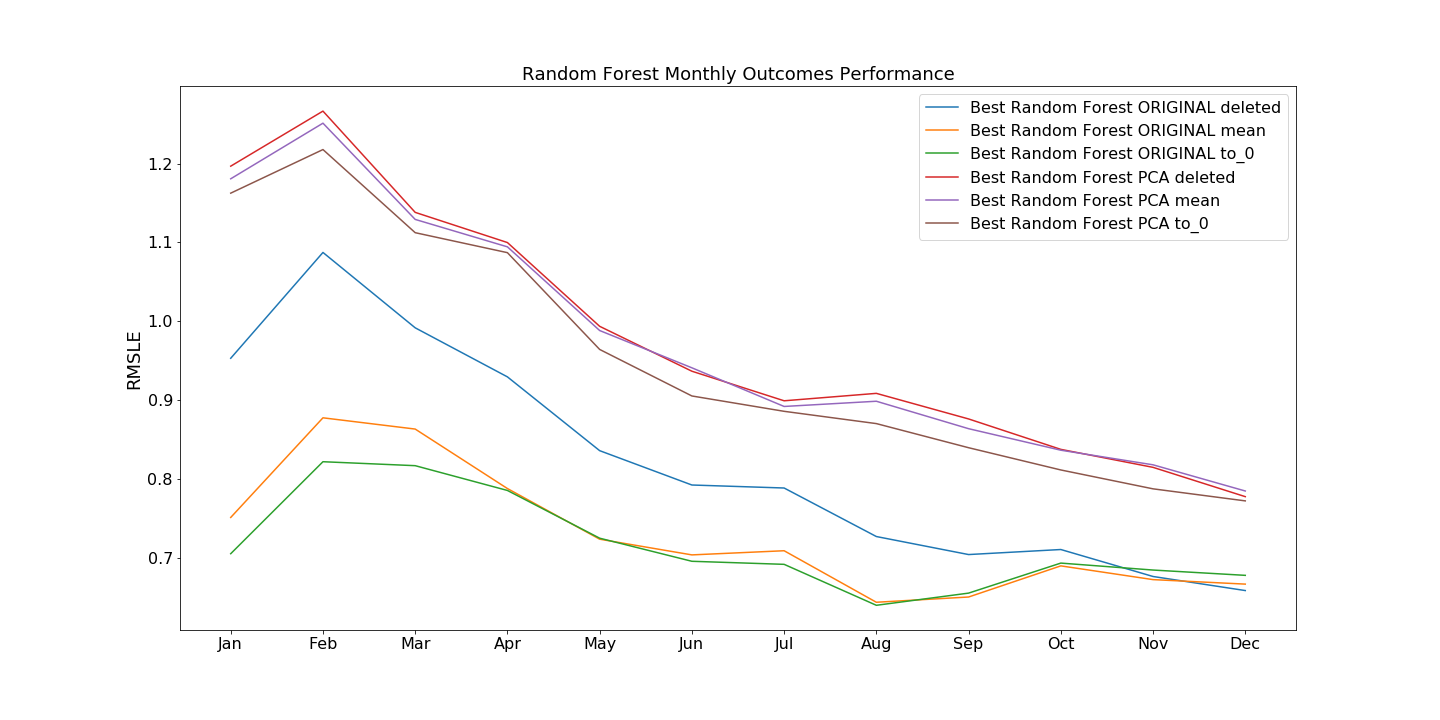 Random Forest Monthly Outcomes Performance
Best Random Forest ORIGINAL deleted
Best Random Forest ORIGINAL mean
Best Random Forest ORIGINAL to_0
Best Random Forest PCA deleted
Best Random Forest PCA mean
Best Random Forest PCA to_0
RMSLE
1.2
1.1
1.0
0.9
0.8
0.7
Jan Feb Mar Apr May Jun Jul Aug Sep Oct Nov Dec